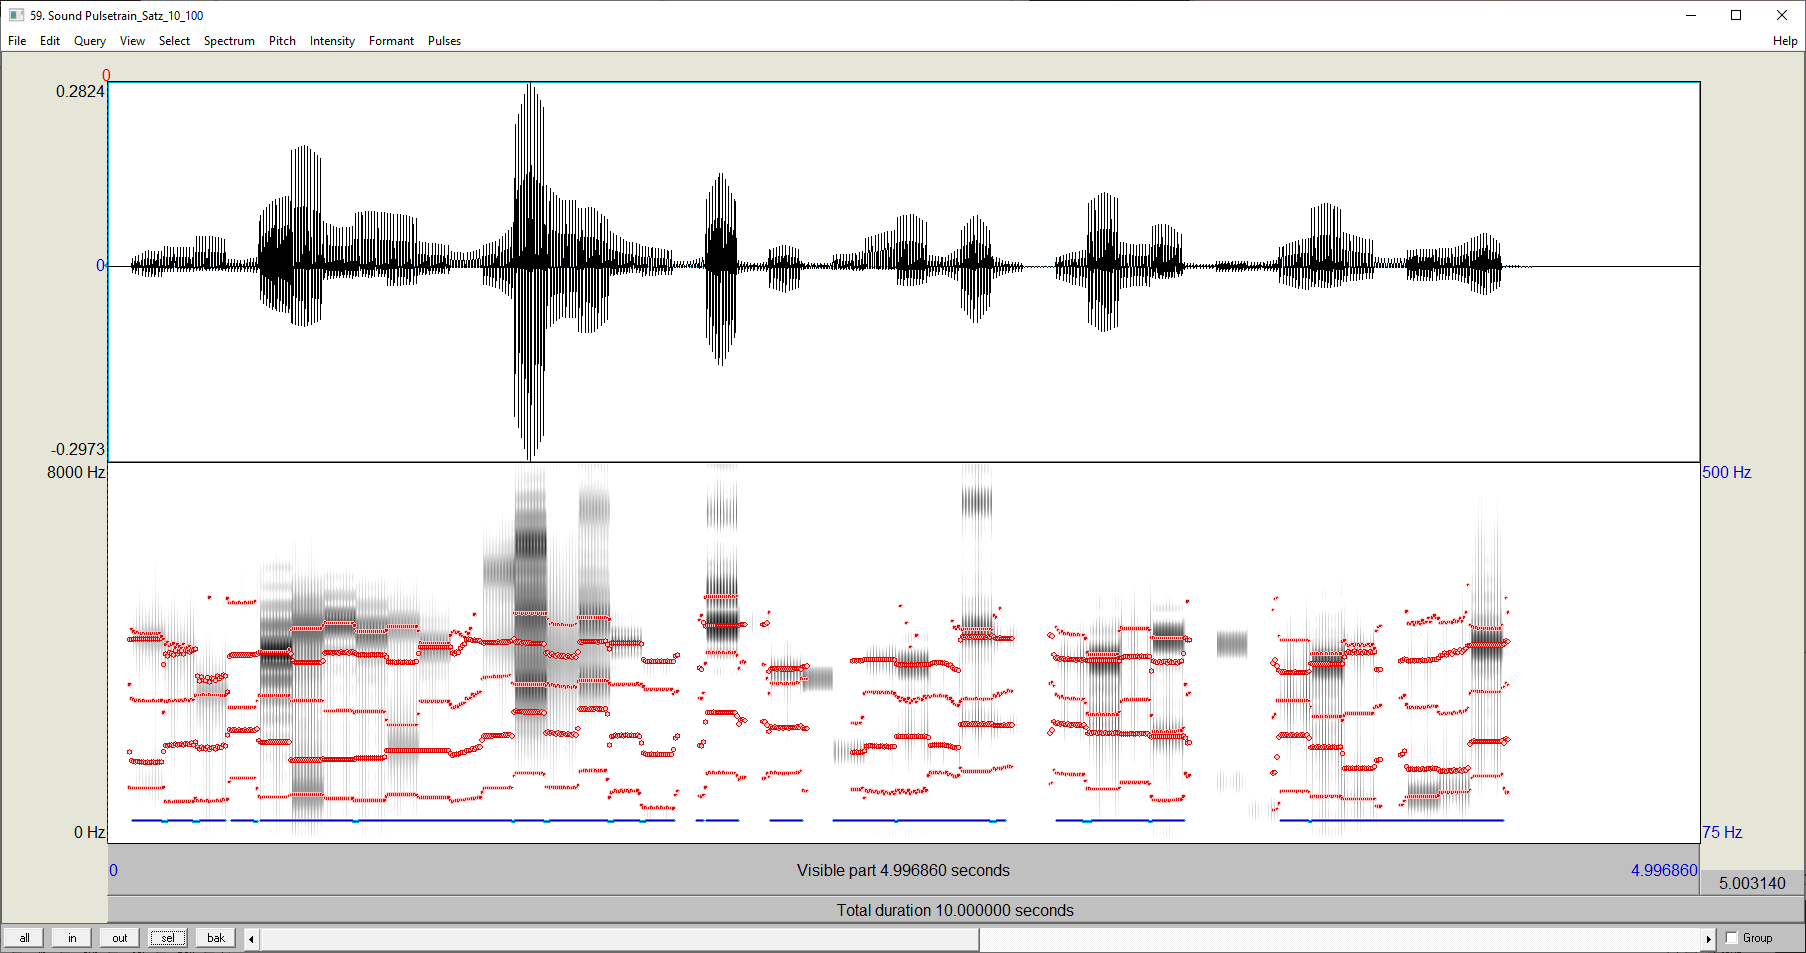 59. Sound Pulsetrain_Satz_10_100
File Edit Query View Select Spectrum Pitch Intensity Formant Pulses Help
0
0.2824
0
-0.2973
8000 Hz 500 Hz
0 Hz 75 Hz
0 Visible part 4.996860 seconds 4.996860
5.003140
Total duration 10.000000 seconds
all in out sel bak Group